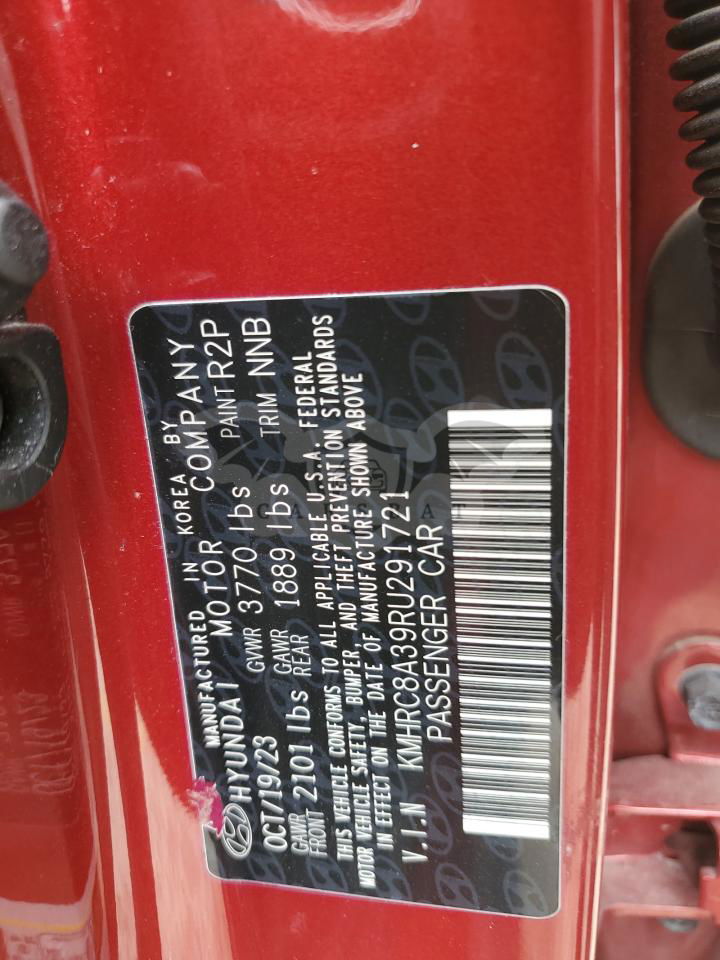 MANUFACTURED IN KOREA BY
HYUNDAI MOTOR COMPANY
OCT/19/23 GVWR 3770 lbs PAINT R2P
GAWR FRONT 2101 lbs GAWR REAR 1889 lbs TRIM NNB
THIS VEHICLE CONFORMS TO ALL APPLICABLE U.S.A. FEDERAL
MOTOR VEHICLE SAFETY, BUMPER, AND THEFT PREVENTION STANDARDS
IN EFFECT ON THE DATE OF MANUFACTURE SHOWN ABOVE
V.I.N KMHRC8A39RU291721
PASSENGER CAR